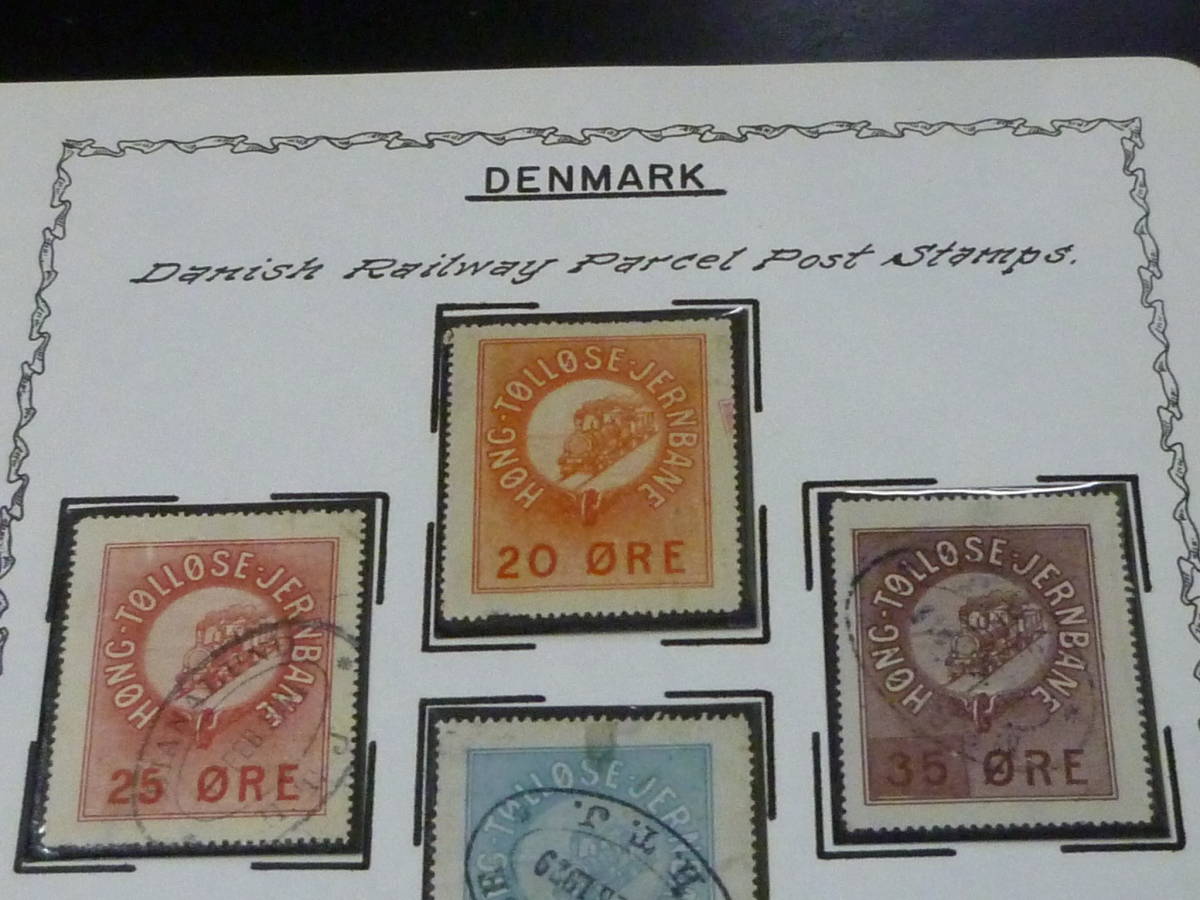 DENMARK
Danish Railway Parcel Post Stamps.
HØNG-TØLLØSE-JERNBANE
20 ØRE
HØNG-TØLLØSE-JERNBANE
25 ØRE
HØNG-TØLLØSE-JERNBANE
35 ØRE
TØLLØSE-JERN
1929